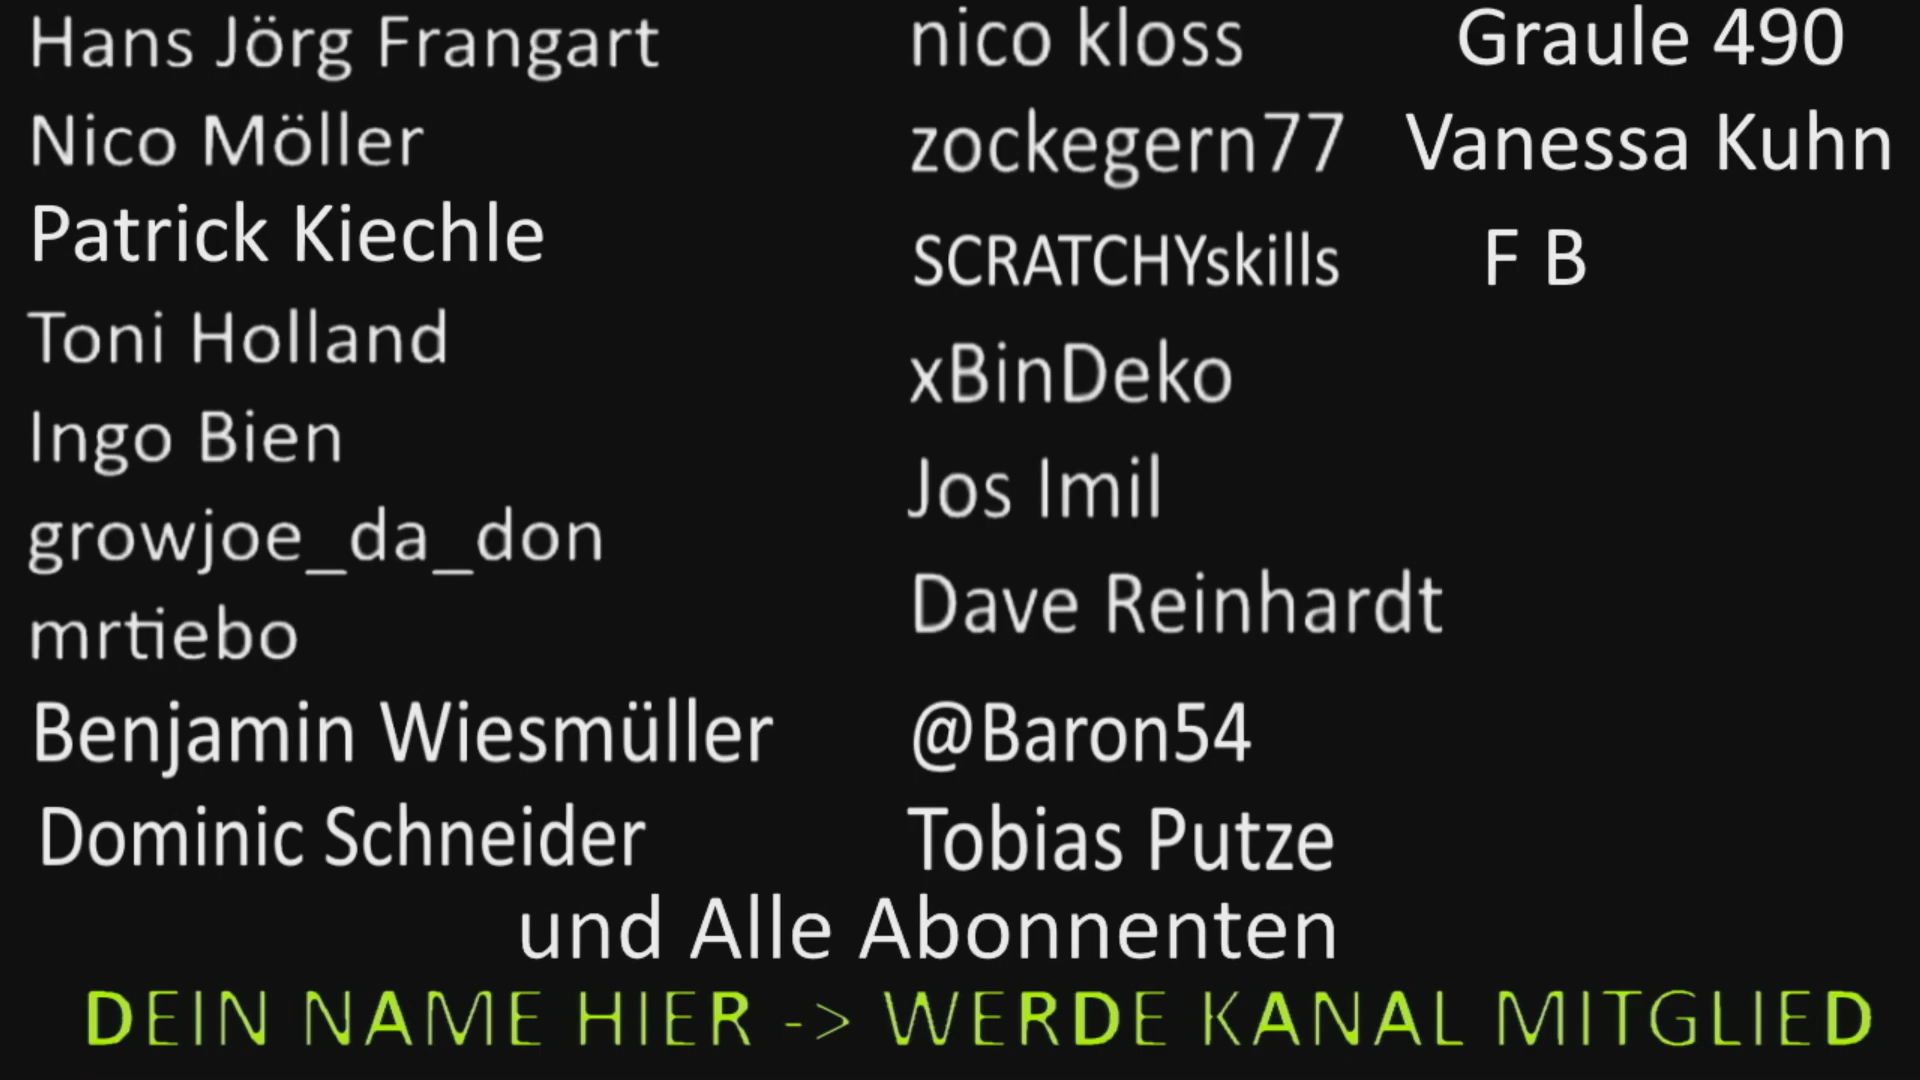 Hans Jörg Frangart
Nico Möller
Patrick Kiechle
Toni Holland
Ingo Bien
growjoe_da_don
mrtiebo
Benjamin Wiesmüller
Dominic Schneider
nico kloss
zockegern77
SCRATCHYskills
xBinDeko
Jos Imil
Dave Reinhardt
@Baron54
Tobias Putze
Graule 490
Vanessa Kuhn
F B
und Alle Abonnenten
DEIN NAME HIER -> WERDE KANAL MITGLIED